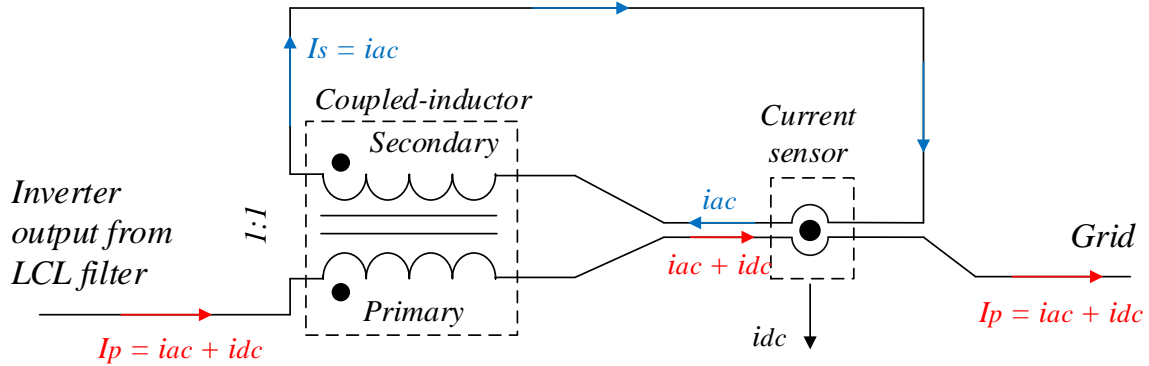 Is = iac
Coupled-inductor
Secondary
Current
sensor
Inverter
output from
LCL filter
1:1
iac
iac + idc
Grid
Primary
Ip = iac + idc
idc
Ip = iac + idc